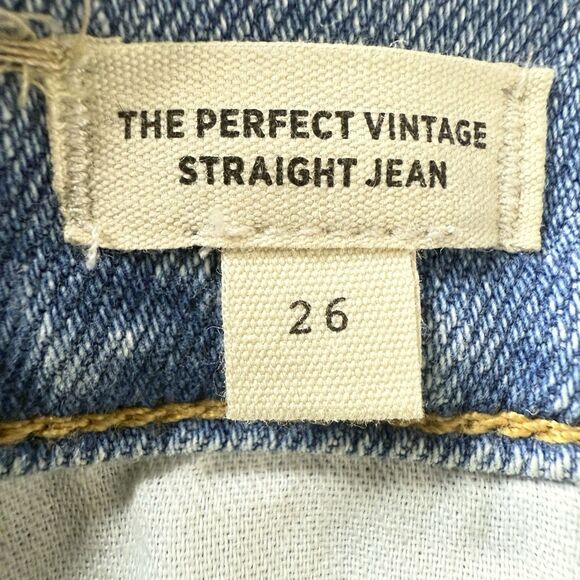 THE PERFECT VINTAGE
STRAIGHT JEAN
26